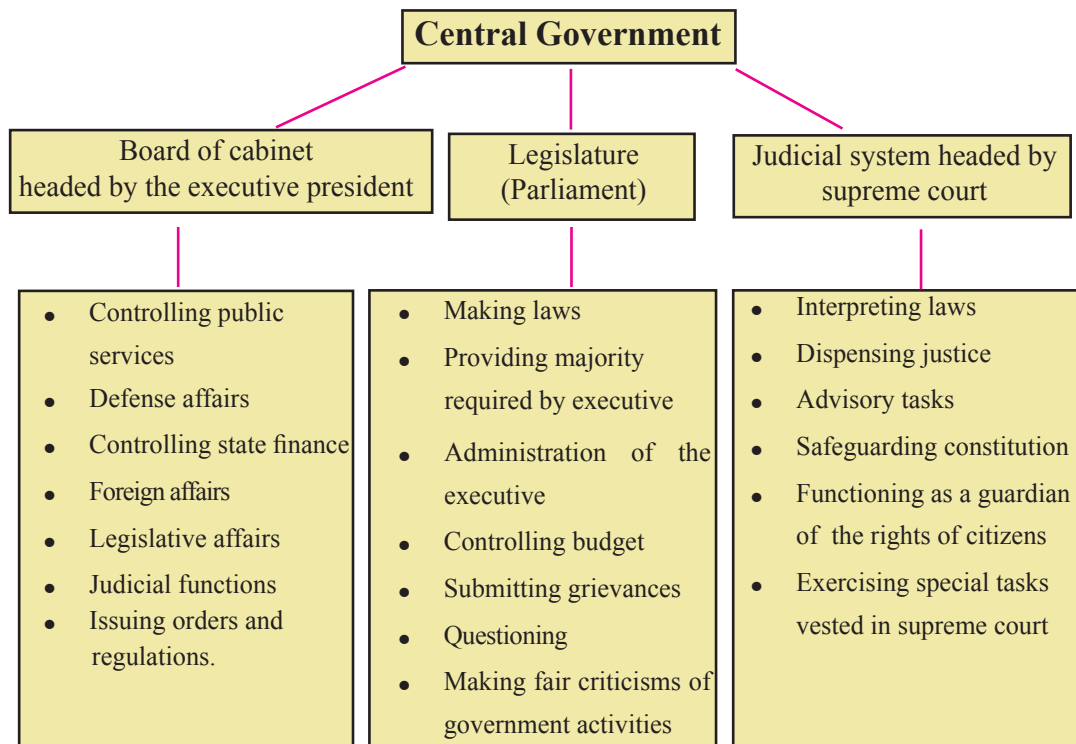 Central Government
Board of cabinet
headed by the executive president
Legislature
(Parliament)
Judicial system headed by
supreme court
• Controlling public
services
• Defense affairs
• Controlling state finance
• Foreign affairs
• Legislative affairs
• Judicial functions
• Issuing orders and
regulations.
• Making laws
• Providing majority
required by executive
• Administration of the
executive
• Controlling budget
• Submitting grievances
• Questioning
• Making fair criticisms of
government activities
• Interpreting laws
• Dispensing justice
• Advisory tasks
• Safeguarding constitution
• Functioning as a guardian
of the rights of citizens
• Exercising special tasks
vested in supreme court